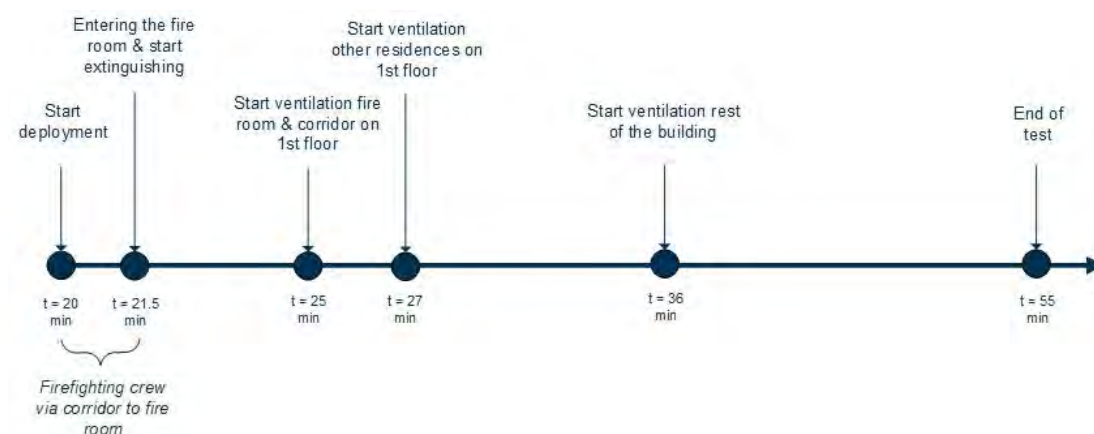 Entering the fire
room & start
extinguishing
Start ventilation
other residences on
1st floor
Start
deployment
Start ventilation fire
room & corridor on
1st floor
Start ventilation rest
of the building
End of
test
t = 20
min
t = 21.5
min
t = 25
min
t = 27
min
t = 36
min
t = 55
min
Firefighting crew
via corridor to fire
room